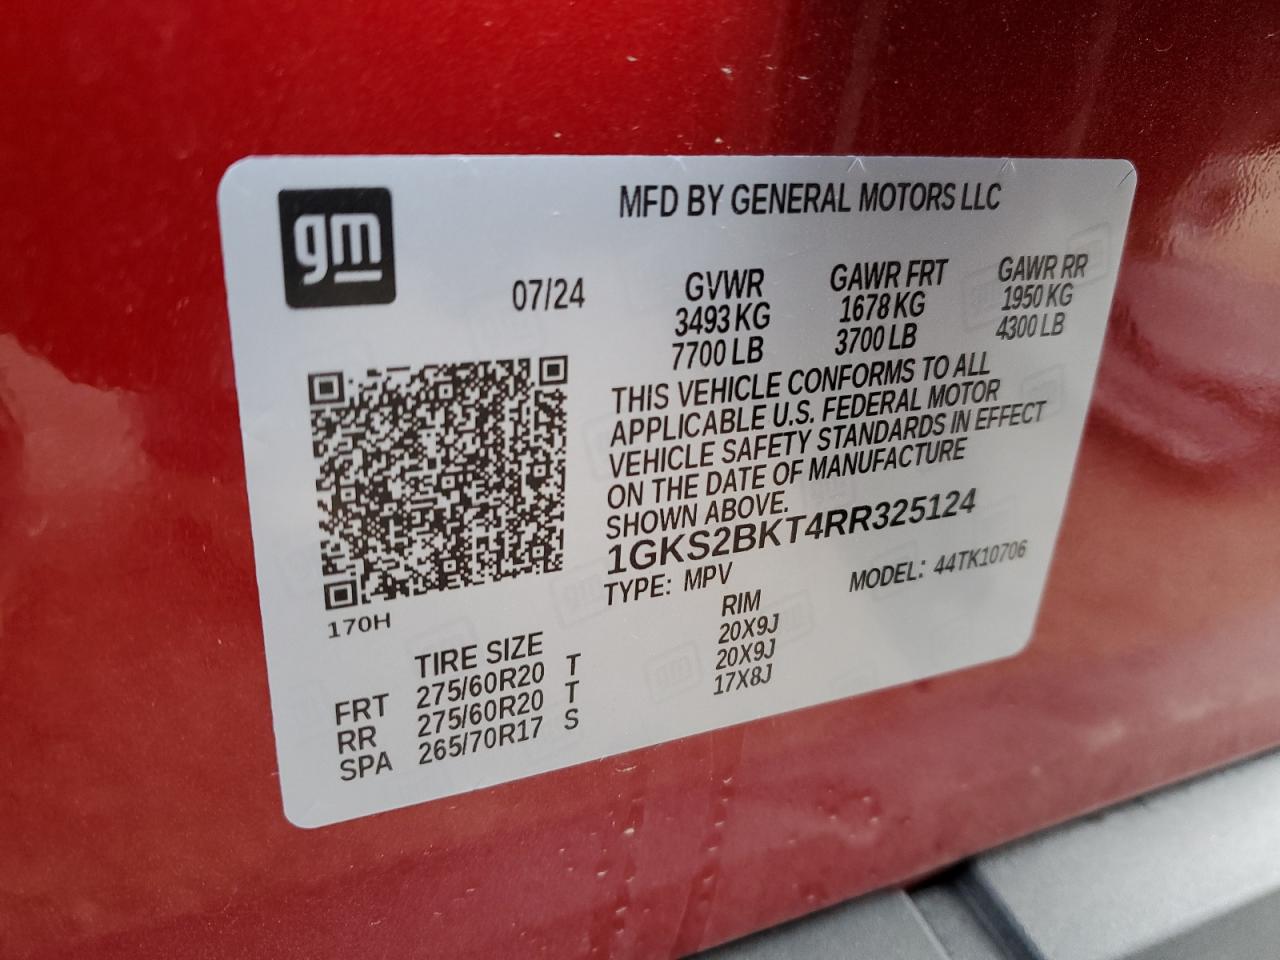 gm
MFD BY GENERAL MOTORS LLC
07/24
GVWR
3493 KG
7700 LB
GAWR FRT
1678 KG
3700 LB
GAWR RR
1950 KG
4300 LB
THIS VEHICLE CONFORMS TO ALL
APPLICABLE U.S. FEDERAL MOTOR
VEHICLE SAFETY STANDARDS IN EFFECT
ON THE DATE OF MANUFACTURE
SHOWN ABOVE.
1GKS2BKT4RR325124
TYPE: MPV MODEL: 44TK10706
170H
TIRE SIZE RIM
FRT 275/60R20 T 20X9J
RR 275/60R20 T 20X9J
SPA 265/70R17 S 17X8J